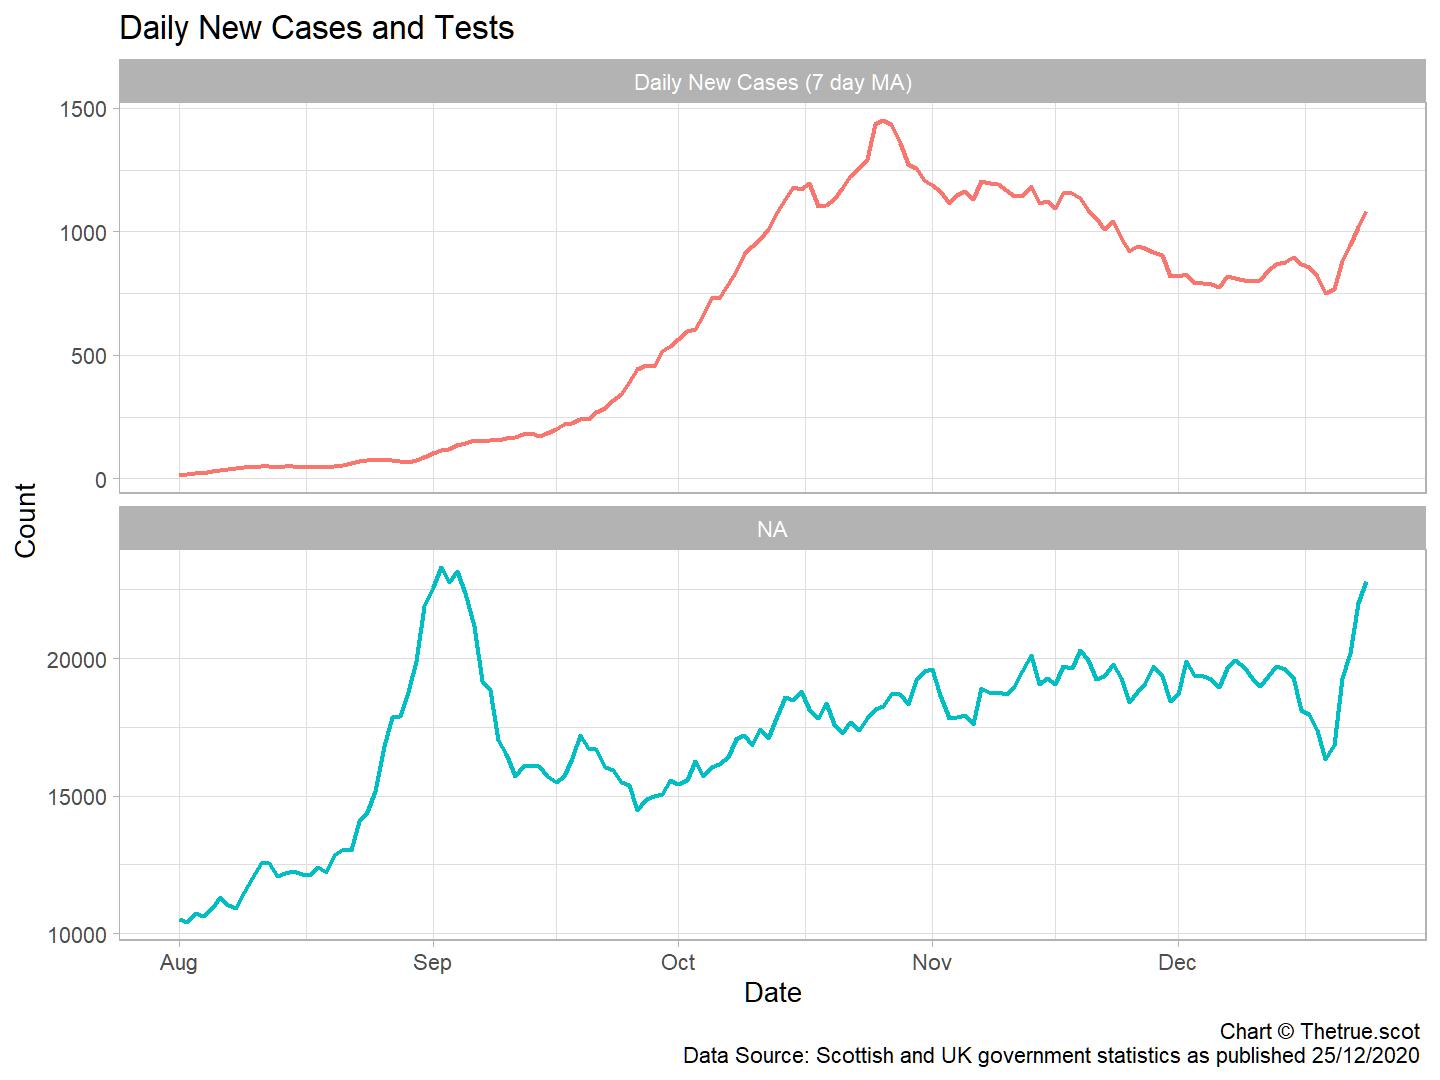 Daily New Cases and Tests
Daily New Cases (7 day MA)
1500
1000
500
0
Count
NA
20000
15000
10000
Aug Sep Oct Nov Dec
Date
Chart © Thetrue.scot
Data Source: Scottish and UK government statistics as published 25/12/2020